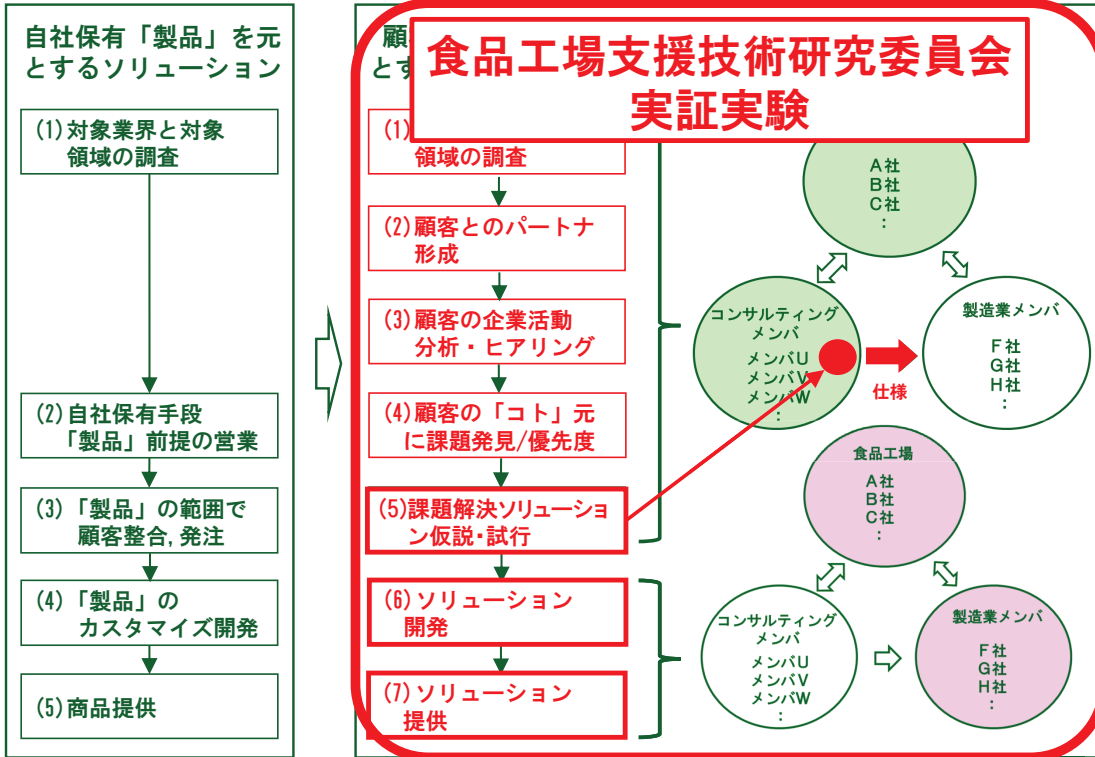 自社保有「製品」を元
とするソリューション
(1)対象業界と対象
領域の調査
(2)自社保有手段
「製品」前提の営業
(3)「製品」の範囲で
顧客整合,発注
(4)「製品」の
カスタマイズ開発
(5)商品提供
顧
とす
食品工場支援技術研究委員会
実証実験
(1)
領域の調査
(2)顧客とのパートナ
形成
(3)顧客の企業活動
分析・ヒアリング
(4)顧客の「コト」元
に課題発見/優先度
(5)課題解決ソリューショ
ン仮説・試行
(6)ソリューション
開発
(7)ソリューション
提供
A社
B社
C社
:
コンサルティング
メンバ
メンバU
メンバV
メンバW
:
仕様
製造業メンバ
F社
G社
H社
:
食品工場
A社
B社
C社
:
コンサルティング
メンバ
メンバU
メンバV
メンバW
:
製造業メンバ
F社
G社
H社
: